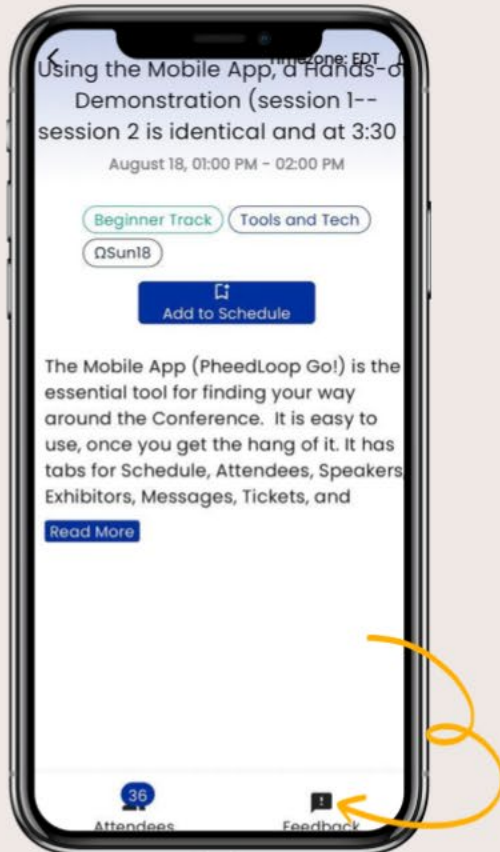 Timezone: EDT
Using the Mobile App, a Hands-o
Demonstration (session 1--
session 2 is identical and at 3:30
August 18, 01:00 PM - 02:00 PM
Beginner Track
Tools and Tech
ΩSun18
Add to Schedule
The Mobile App (PheedLoop Go!) is the
essential tool for finding your way
around the Conference. It is easy to
use, once you get the hang of it. It has
tabs for Schedule, Attendees, Speakers,
Exhibitors, Messages, Tickets, and
Read More
36
Attendees
Feedback